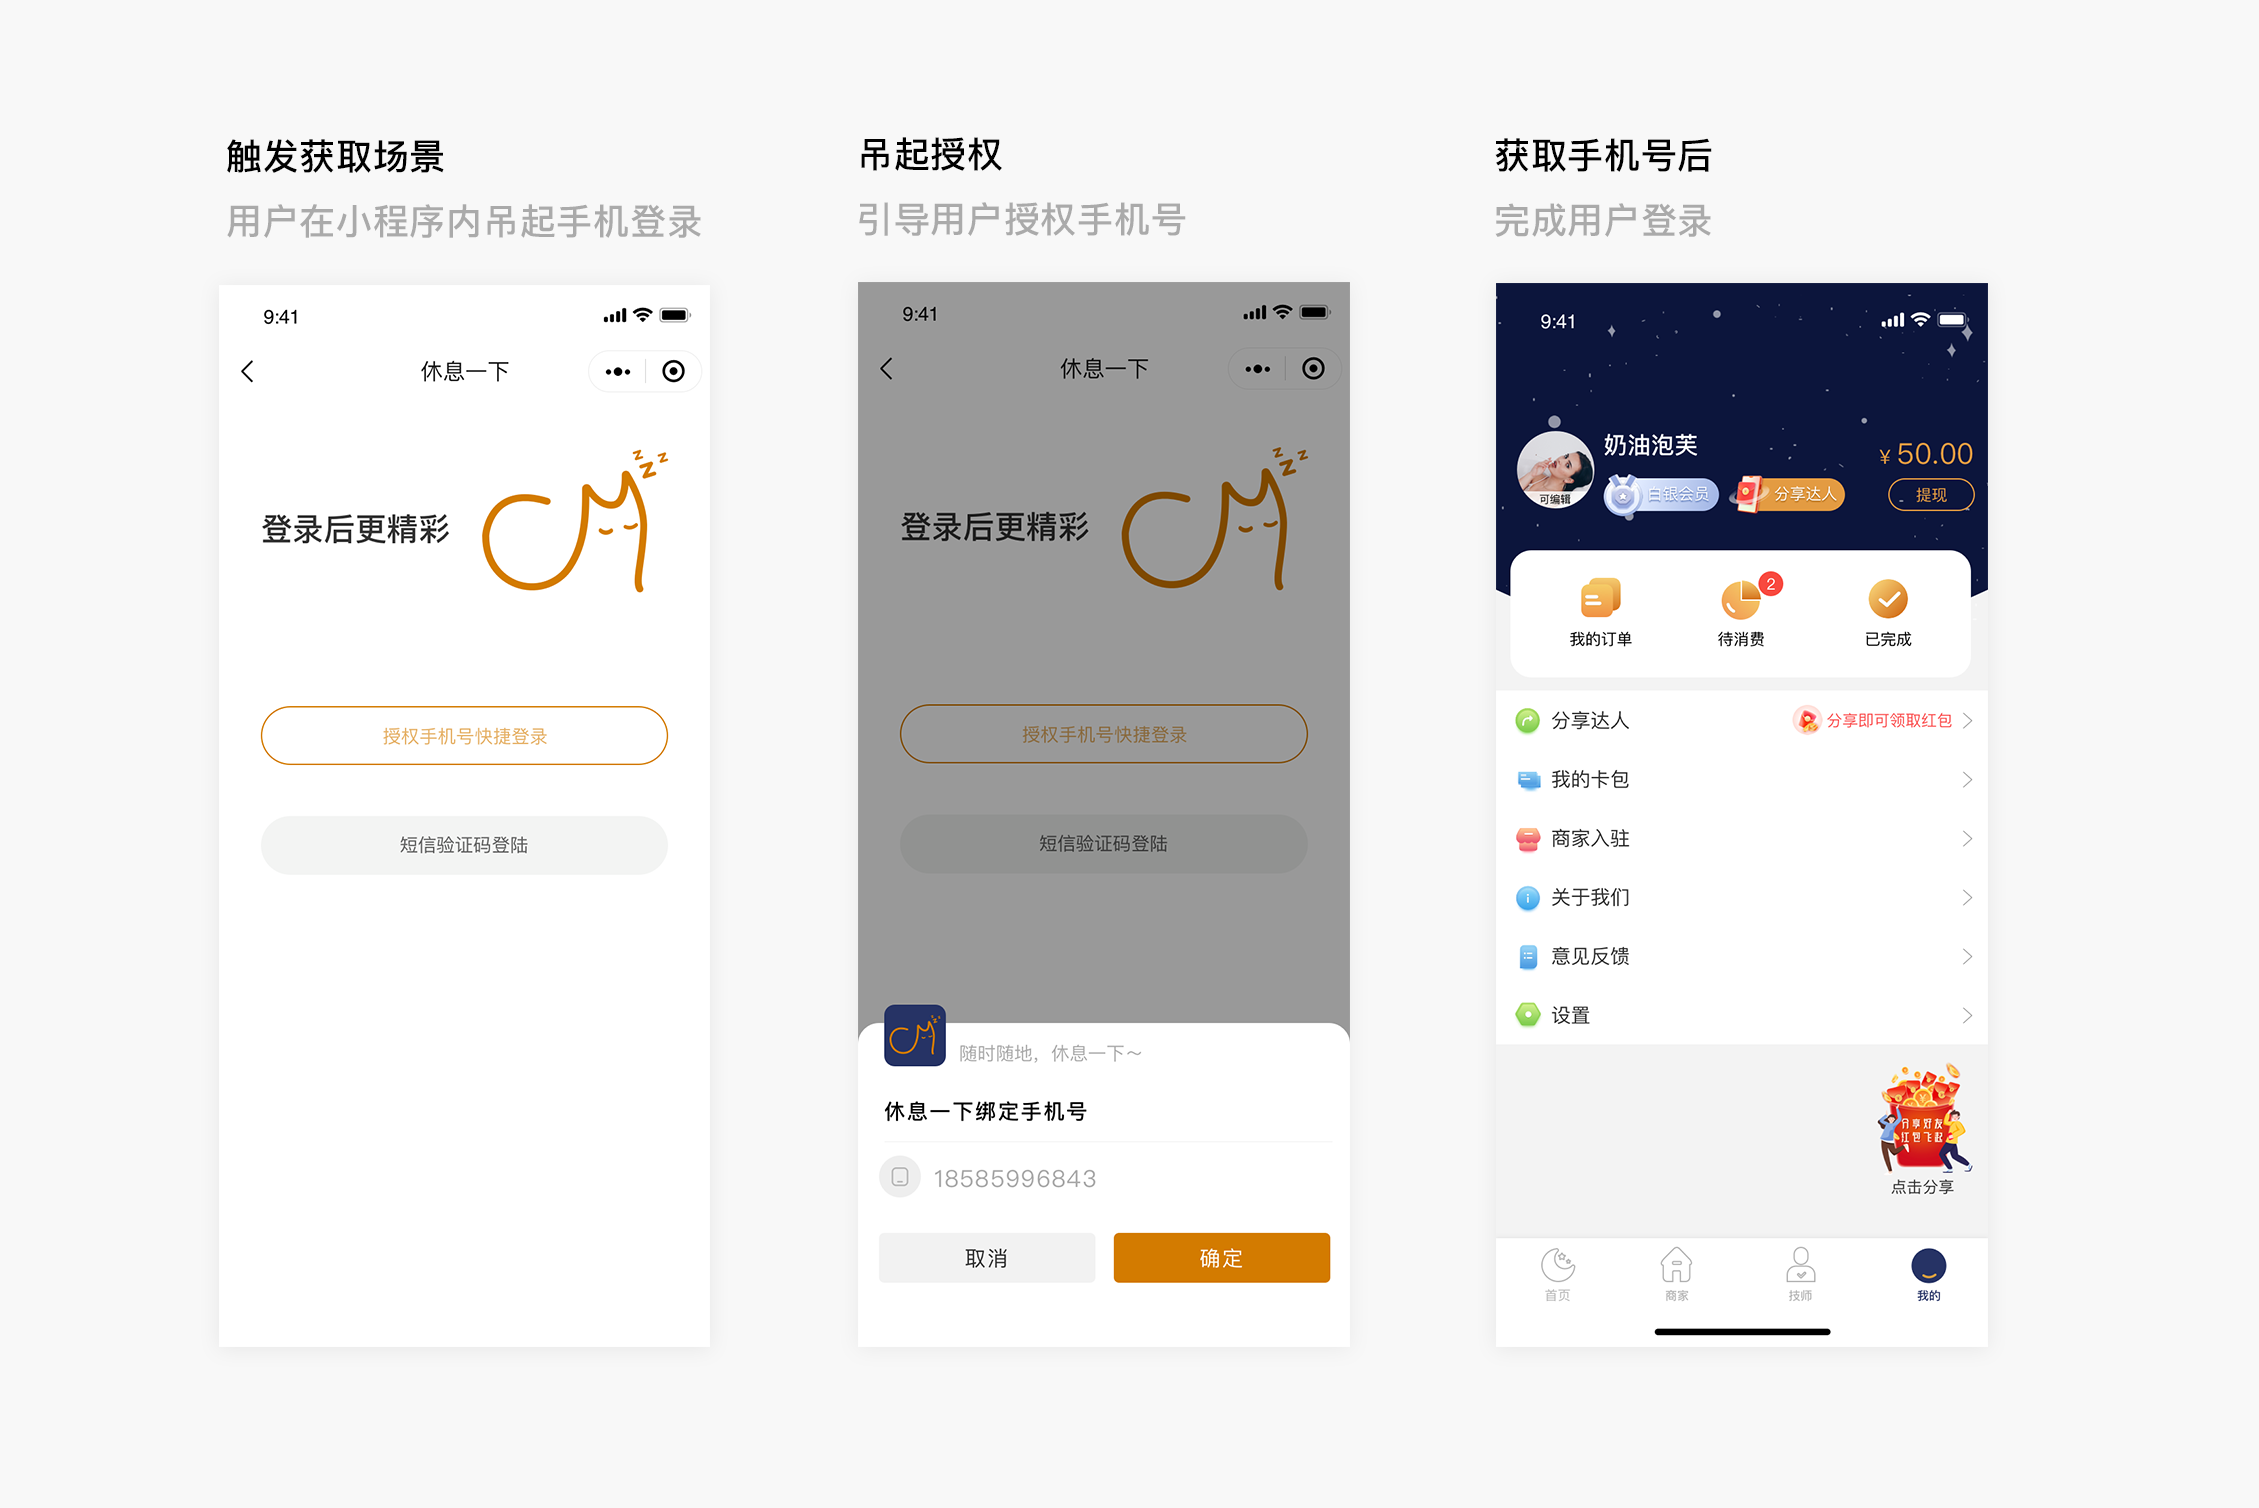 触发获取场景
用户在小程序内吊起手机登录
9:41
休息一下
登录后更精彩
z z z
授权手机号快捷登录
短信验证码登陆
吊起授权
引导用户授权手机号
9:41
休息一下
登录后更精彩
z z z
授权手机号快捷登录
短信验证码登陆
随时随地，休息一下～
休息一下绑定手机号
18585996843
取消
确定
获取手机号后
完成用户登录
9:41
奶油泡芙
可编辑
白银会员
分享达人
¥ 50.00
提现
我的订单
2
待消费
已完成
分享达人
分享即可领取红包
我的卡包
商家入驻
关于我们
意见反馈
设置
分享好友
红包飞起
点击分享
首页
商家
技师
我的